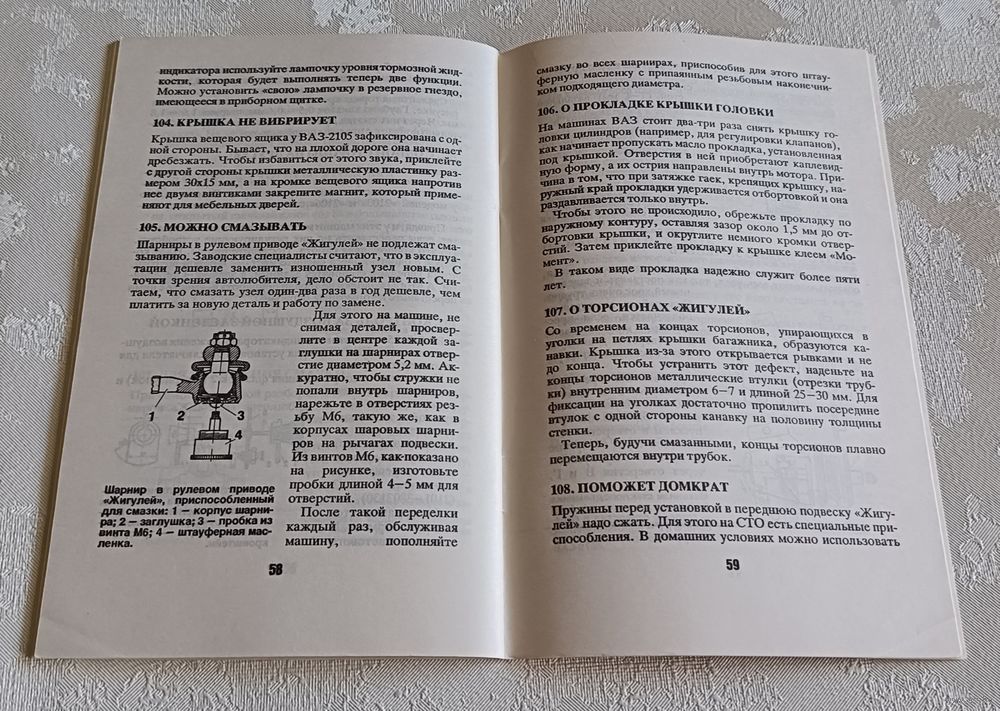 индикатора используйте лампочку уровня тормозной жид-
кости, которая будет выполнять теперь две функции.
Можно установить «свою» лампочку в резервное гнездо,
имеющееся в приборном щитке.
104. КРЫШКА НЕ ВИБРИРУЕТ
Крышка вещевого ящика у ВАЗ-2105 зафиксирована с од-
ной стороны. Бывает, что на плохой дороге она начинает
дребезжать. Чтобы избавиться от этого звука, приклейте
с другой стороны крышки металлическую пластинку раз-
мером 30х15 мм, а на кромке вещевого ящика напротив
нее двумя винтиками закрепите магнит, который приме-
няют для мебельных дверей.
105. МОЖНО СМАЗЫВАТЬ
Шарниры в рулевом приводе «Жигулей» не подлежат сма-
зыванию. Заводские специалисты считают, что в эксплуа-
тации дешевле заменить изношенный узел новым. С
точки зрения автолюбителя, дело обстоит не так. Счи-
таем, что смазать узел один-два раза в год дешевле, чем
платить за новую деталь и работу по замене.
Для этого на машине, не
снимая деталей, просвер-
лите в центре каждой за-
глушки на шарнирах отвер-
стие диаметром 5,2 мм. Ак-
куратно, чтобы стружки не
попали внутрь шарниров,
нарежьте в отверстиях резь-
бу М6, такую же, как в
корпусах шаровых шарни-
ров на рычагах подвески.
Из винтов М6, как показано
на рисунке, изготовьте
пробки длиной 4–5 мм для
отверстий.
После такой переделки
каждый раз, обслуживая
машину, пополняйте
1 2 3
4
Шарнир в рулевом приводе
«Жигулей», приспособленный
для смазки: 1 — корпус шарни-
ра; 2 — заглушка; 3 — пробка из
винта М6; 4 — штауферная мас-
ленка.
58
смазку во всех шарнирах, приспособив для этого штау-
ферную масленку с припаянным резьбовым наконечни-
ком подходящего диаметра.
106. О ПРОКЛАДКЕ КРЫШКИ ГОЛОВКИ
На машинах ВАЗ стоит два-три раза снять крышку го-
ловки цилиндров (например, для регулировки клапанов),
как начинает пропускать масло прокладка, установленная
под крышкой. Отверстия в ней приобретают каплевид-
ную форму, а их острия направлены внутрь мотора. При-
чина в том, что при затяжке гаек, крепящих крышку, на-
ружный край прокладки удерживается отбортовкой и она
раздавливается только внутрь.
Чтобы этого не происходило, обрежьте прокладку по
наружному контуру, оставляя зазор около 1,5 мм до от-
бортовки крышки, и округлите немного кромки отвер-
стий. Затем приклейте прокладку к крышке клеем «Мо-
мент».
В таком виде прокладка надежно служит более пяти
лет.
107. О ТОРСИОНАХ «ЖИГУЛЕЙ»
Со временем на концах торсионов, упирающихся в
уголки на петлях крышки багажника, образуются ка-
навки. Крышка из-за этого открывается рывками и не
до конца. Чтобы устранить этот дефект, наденьте на
концы торсионов металлические втулки (отрезки труб-
ки) внутренним диаметром 6–7 и длиной 25–30 мм. Для
фиксации на уголках достаточно пропилить посередине
втулок с одной стороны канавку на половину толщины
стенки.
Теперь, будучи смазанными, концы торсионов плавно
перемещаются внутри трубок.
108. ПОМОЖЕТ ДОМКРАТ
Пружины перед установкой в переднюю подвеску «Жигу-
лей» надо сжать. Для этого на СТО есть специальные при-
способления. В домашних условиях можно использовать
59